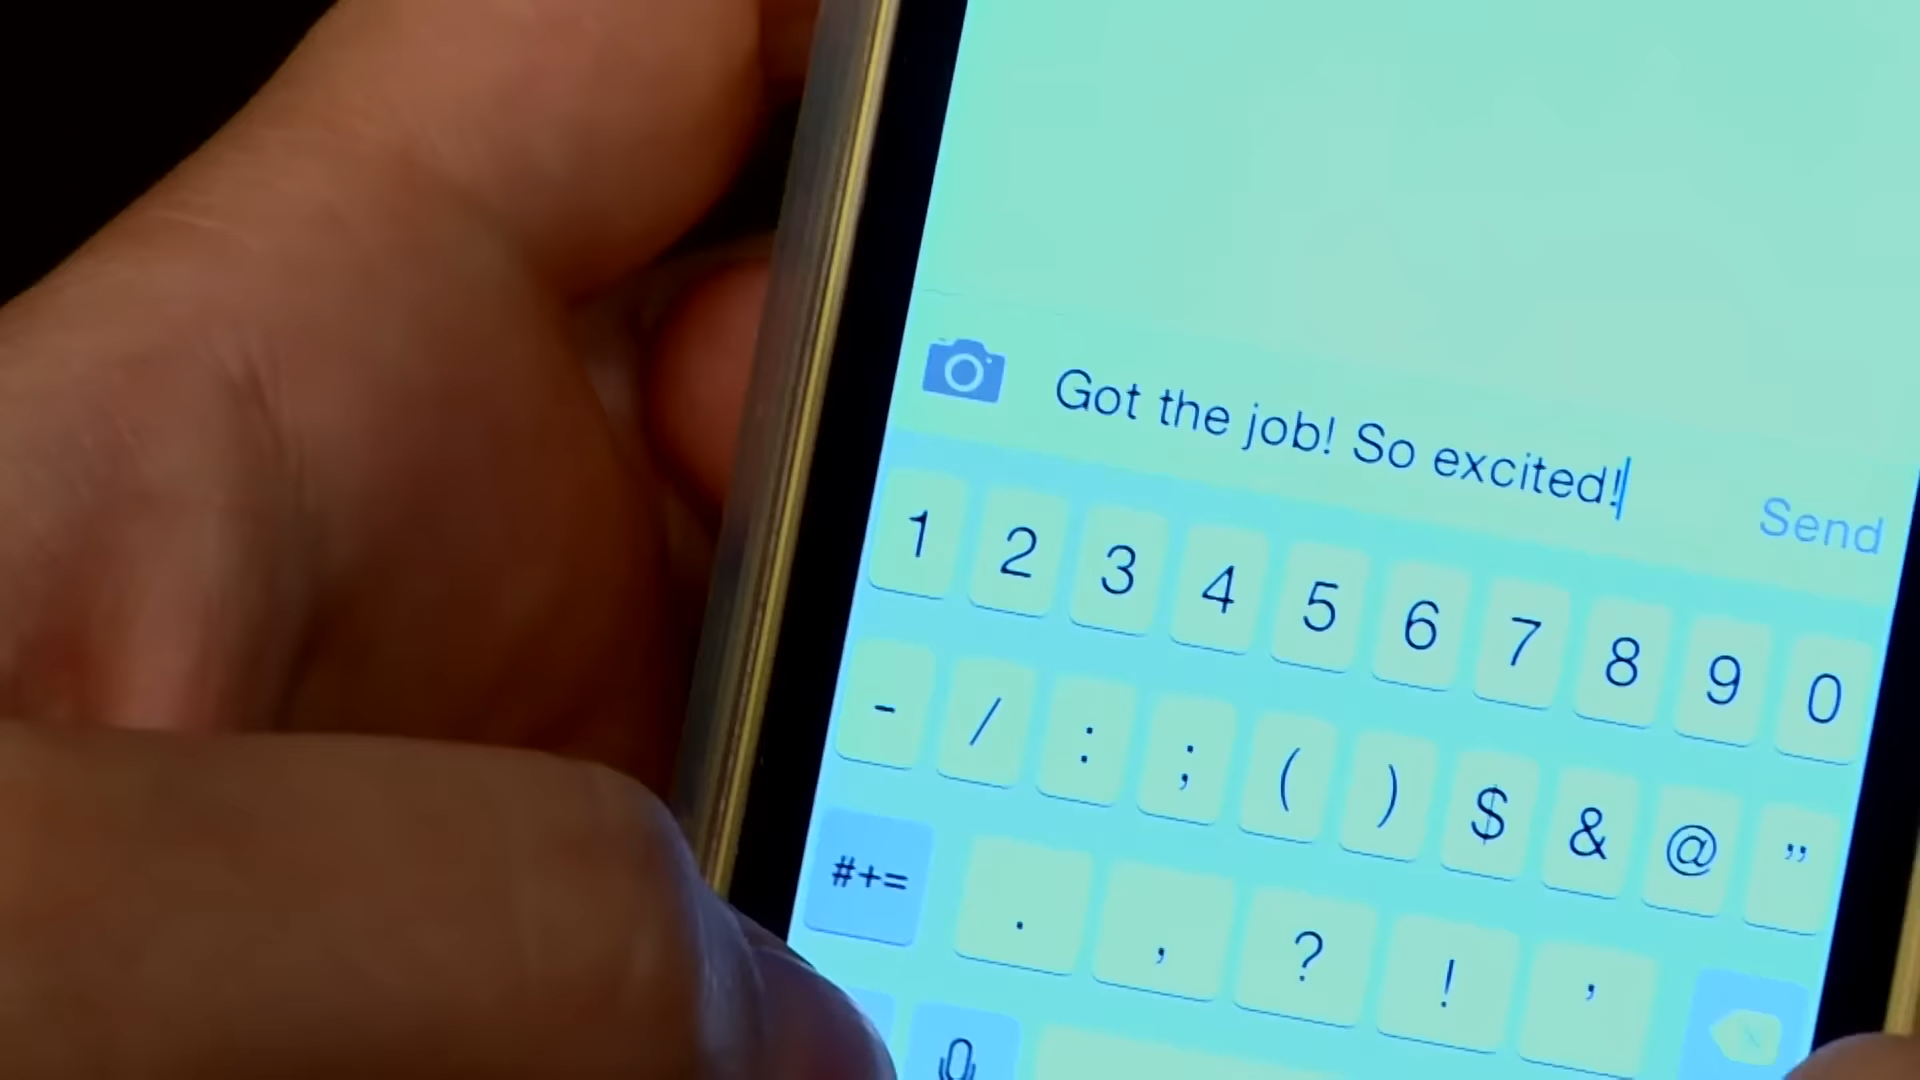 Got the job! So excited!
Send
1 2 3 4 5 6 7 8 9 0
- / : ; ( ) $ & @ ”
#+= . , ? ! ’